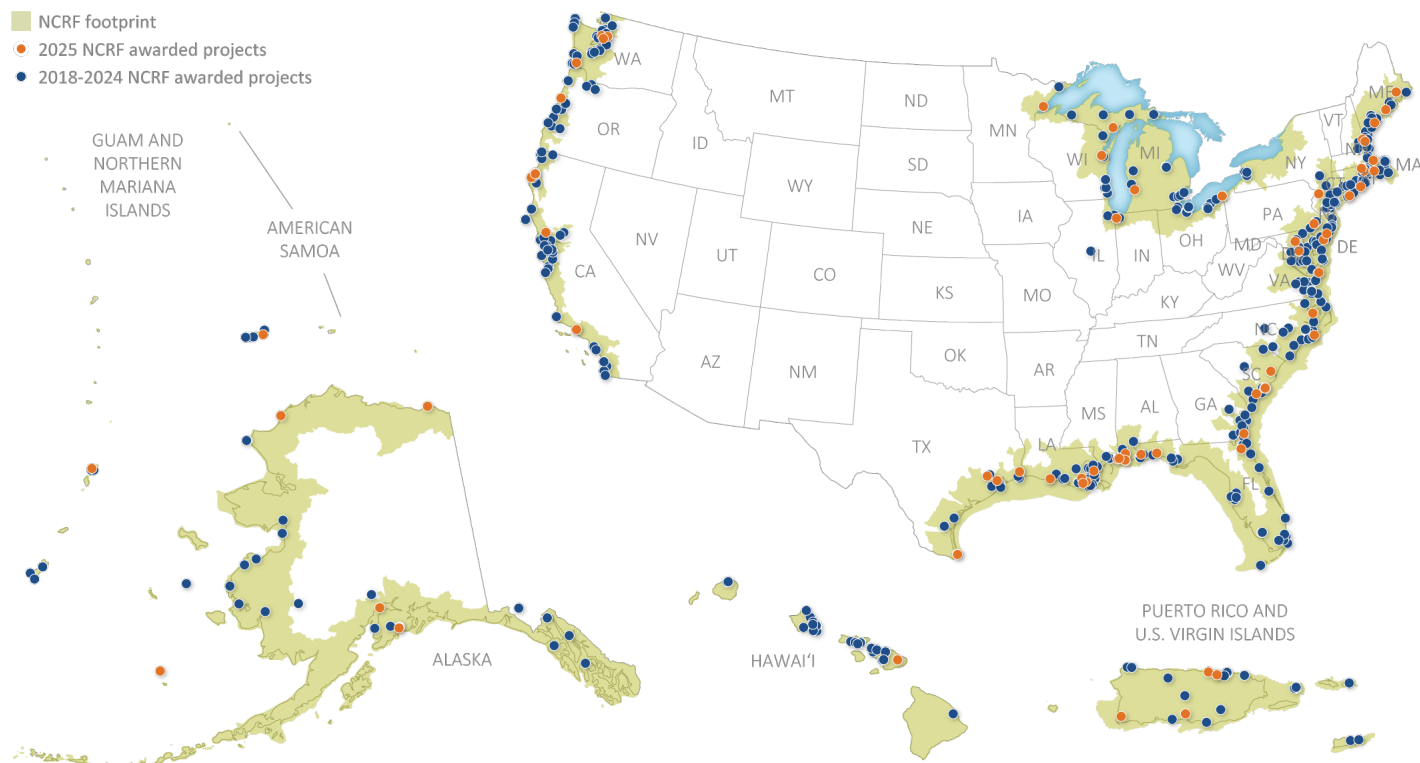 NCRF footprint
2025 NCRF awarded projects
2018-2024 NCRF awarded projects
GUAM AND
NORTHERN
MARIANA
ISLANDS
AMERICAN
SAMOA
WA
MT
ND
MN
OR
ID
WY
SD
WI
MI
NY
VT
ME
MA
NV
UT
CO
NE
IA
IL
IN
OH
PA
MD
DE
WV
VA
CA
KS
MO
KY
AZ
NM
OK
AR
TN
NC
SC
TX
LA
MS
AL
GA
FL
ALASKA
HAWAIʻI
PUERTO RICO AND
U.S. VIRGIN ISLANDS